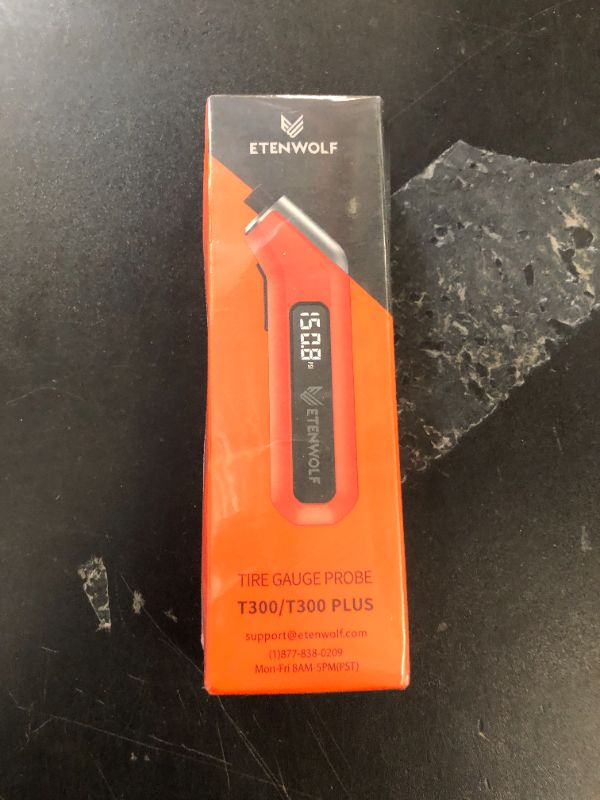 ETENWOLF
150.8
PSI
ETENWOLF
TIRE GAUGE PROBE
T300/T300 PLUS
support@etenwolf.com
(1)877-838-0209
Mon-Fri 8AM-5PM(PST)